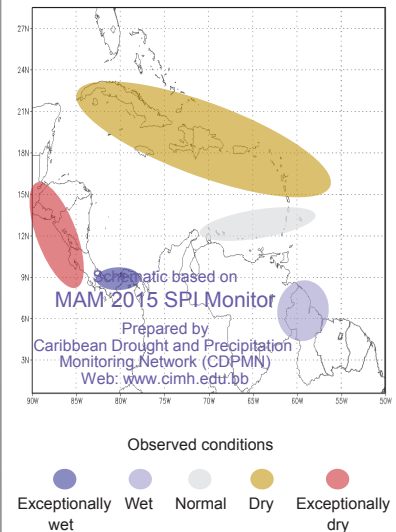 27N
24N
21N
18N
15N
12N
9N
6N
3N
Schematic based on
MAM 2015 SPI Monitor
Prepared by
Caribbean Drought and Precipitation
Monitoring Network (CDPMN)
Web: www.cimh.edu.bb
90W 85W 80W 75W 70W 65W 60W 55W 50W
Observed conditions
Exceptionally wet
Wet
Normal
Dry
Exceptionally dry